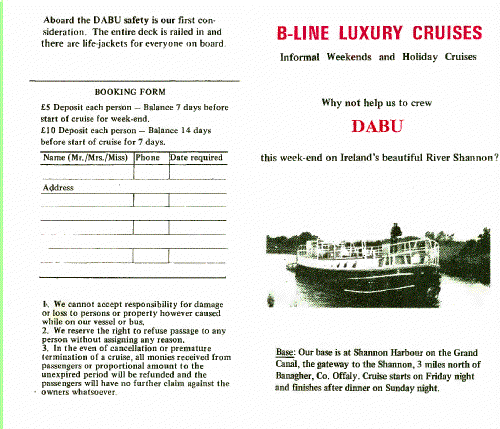 Aboard the DABU safety is our first con-
sideration. The entire deck is railed in and
there are life-jackets for everyone on board.
BOOKING FORM
£5 Deposit each person – Balance 7 days before
start of cruise for week-end.
£10 Deposit each person – Balance 14 days
before start of cruise for 7 days.
Name (Mr./Mrs./Miss) Phone Date required
Address
1. We cannot accept responsibility for damage
or loss to persons or property however caused
while on our vessel or bus.
2. We reserve the right to refuse passage to any
person without assigning any reason.
3. In the even of cancellation or premature
termination of a cruise, all monies received from
passengers or proportional amount to the
unexpired period will be refunded and the
passengers will have no further claim against the
owners whatsoever.
B-LINE LUXURY CRUISES
Informal Weekends and Holiday Cruises
Why not help us to crew
DABU
this week-end on Ireland's beautiful River Shannon?
Base: Our base is at Shannon Harbour on the Grand
Canal, the gateway to the Shannon, 3 miles north of
Banagher, Co. Offaly. Cruise starts on Friday night
and finishes after dinner on Sunday night.